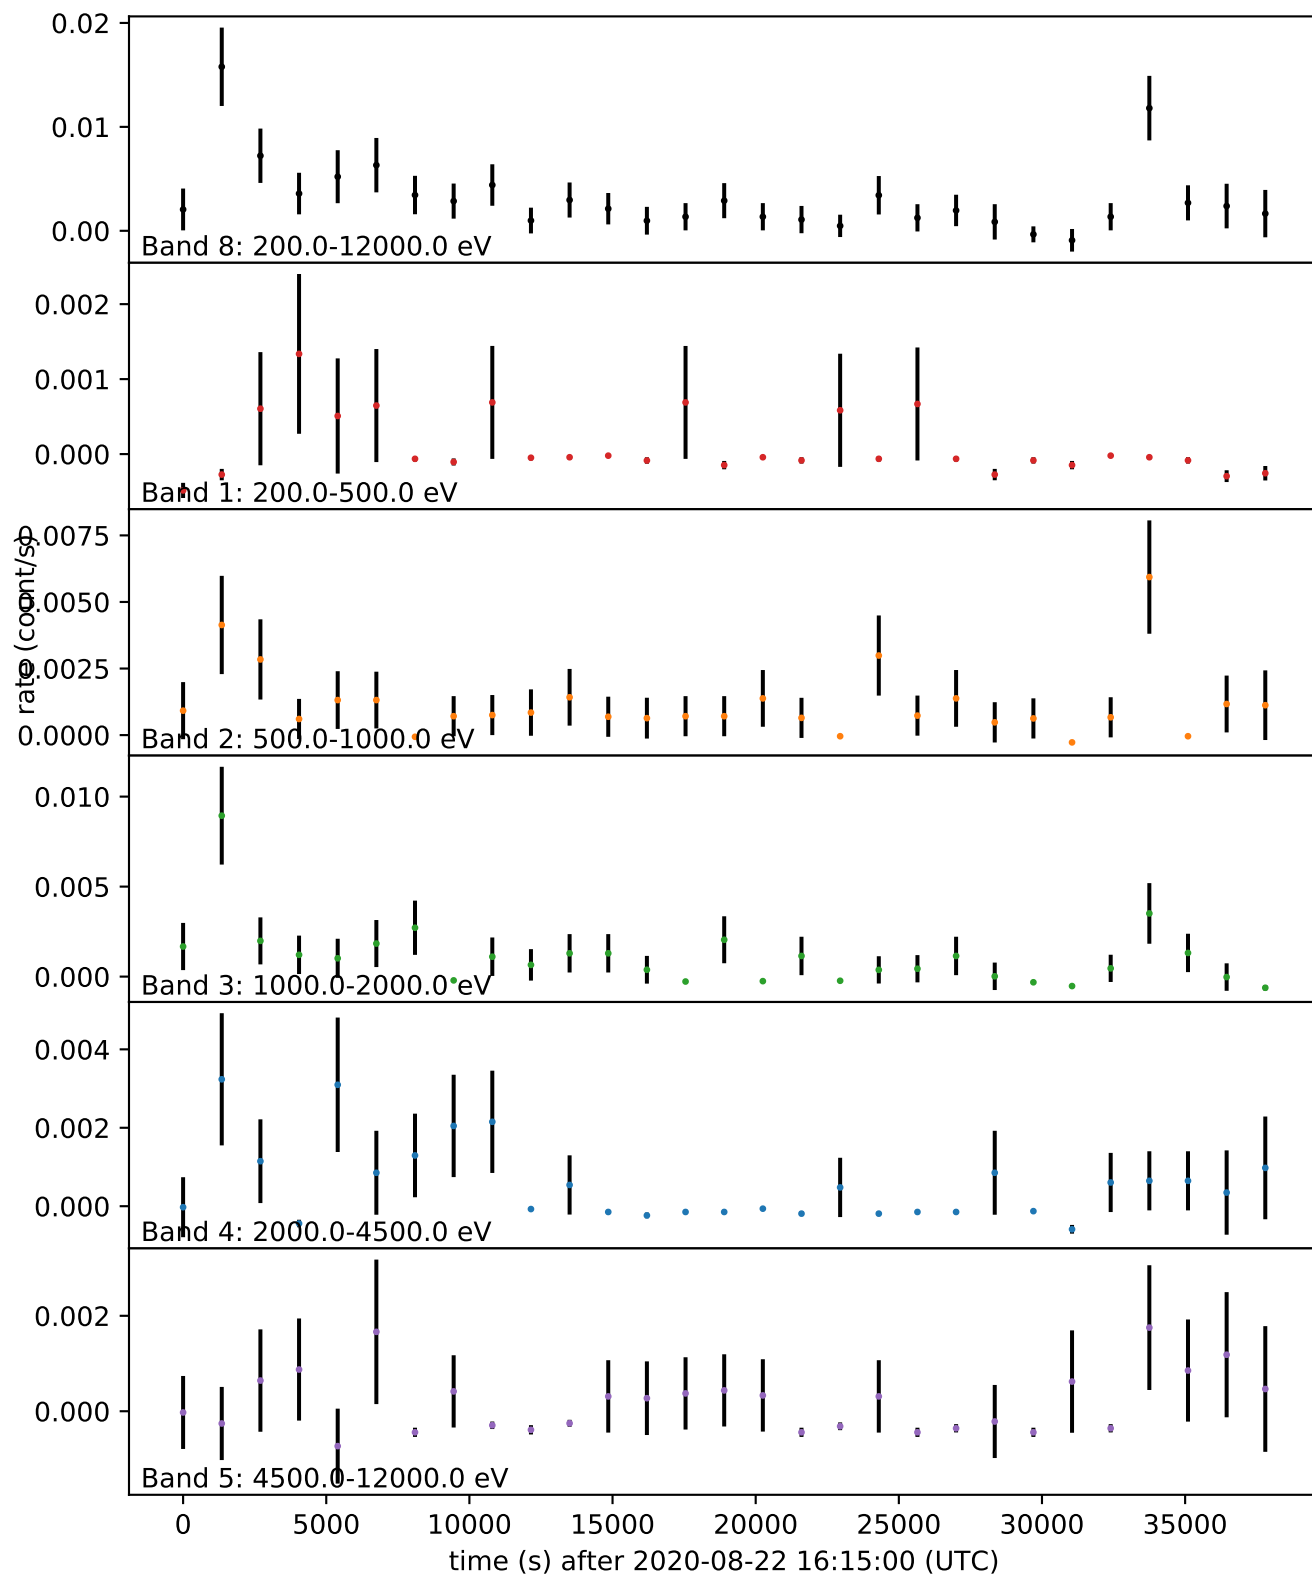 0.02
0.01
0.00
Band 8: 200.0-12000.0 eV
0.002
0.001
0.000
Band 1: 200.0-500.0 eV
rate (count/s)
0.0075
0.0050
0.0025
0.0000
Band 2: 500.0-1000.0 eV
0.010
0.005
0.000
Band 3: 1000.0-2000.0 eV
0.004
0.002
0.000
Band 4: 2000.0-4500.0 eV
0.002
0.000
Band 5: 4500.0-12000.0 eV
0 5000 10000 15000 20000 25000 30000 35000
time (s) after 2020-08-22 16:15:00 (UTC)